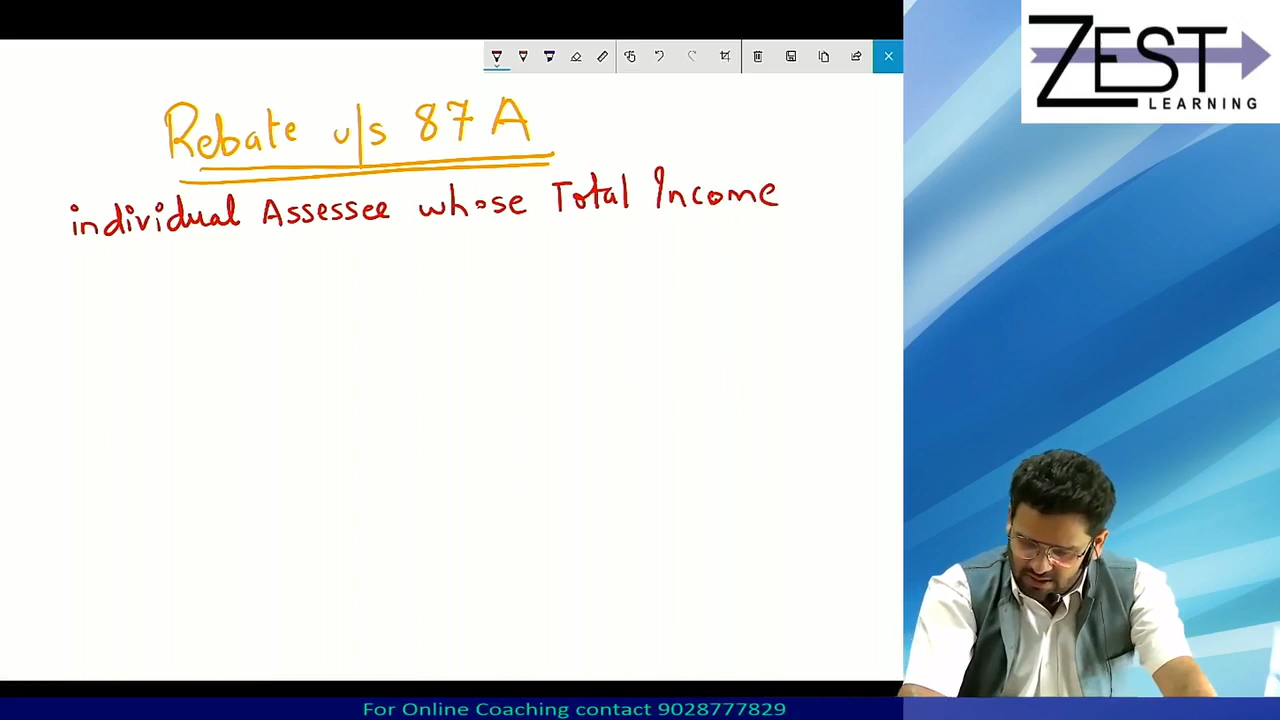 Rebate u/s 87 A
individual Assessee whose Total Income
ZEST
LEARNING
For Online Coaching contact 9028777829